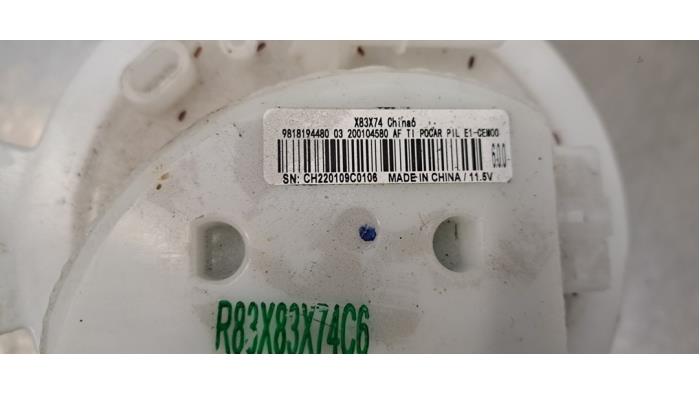 X83X74 China6
9818194480 03 200104580 AF TI POCAR PIL E1-CEM00
600
SN: CH220109C0106 MADE IN CHINA / 11.5V
R83X83X74C6